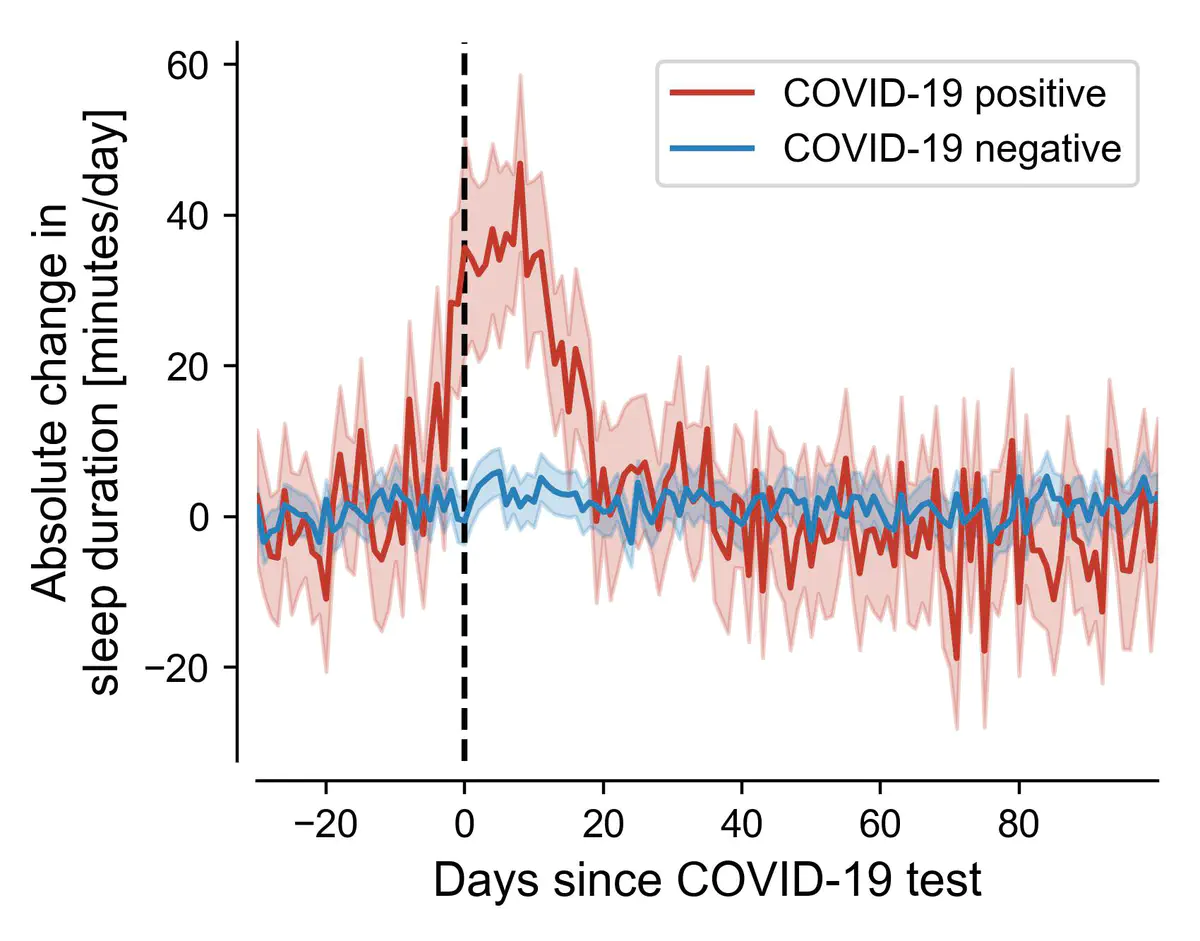 Absolute change in
sleep duration [minutes/day]
60
40
20
0
−20
COVID-19 positive
COVID-19 negative
−20 0 20 40 60 80
Days since COVID-19 test